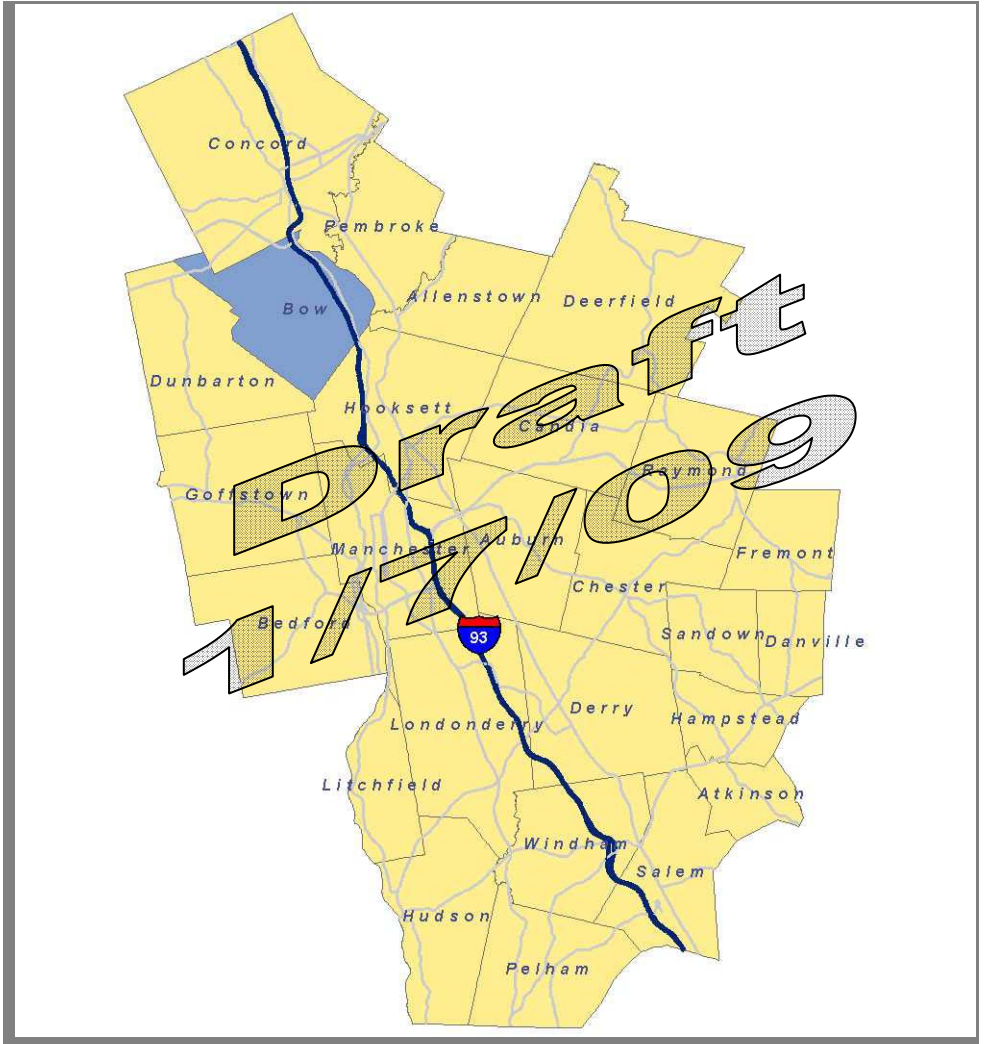 Concord
Pembroke
Allenstown
Deerfield
Bow
Dunbarton
Hooksett
Candia
Draft
1/7/09
Raymond
Goffstown
Manchester
Auburn
Fremont
Chester
Bedford
Sandown
Danville
93
Derry
Londonderry
Hampstead
Litchfield
Atkinson
Windham
Salem
Hudson
Pelham